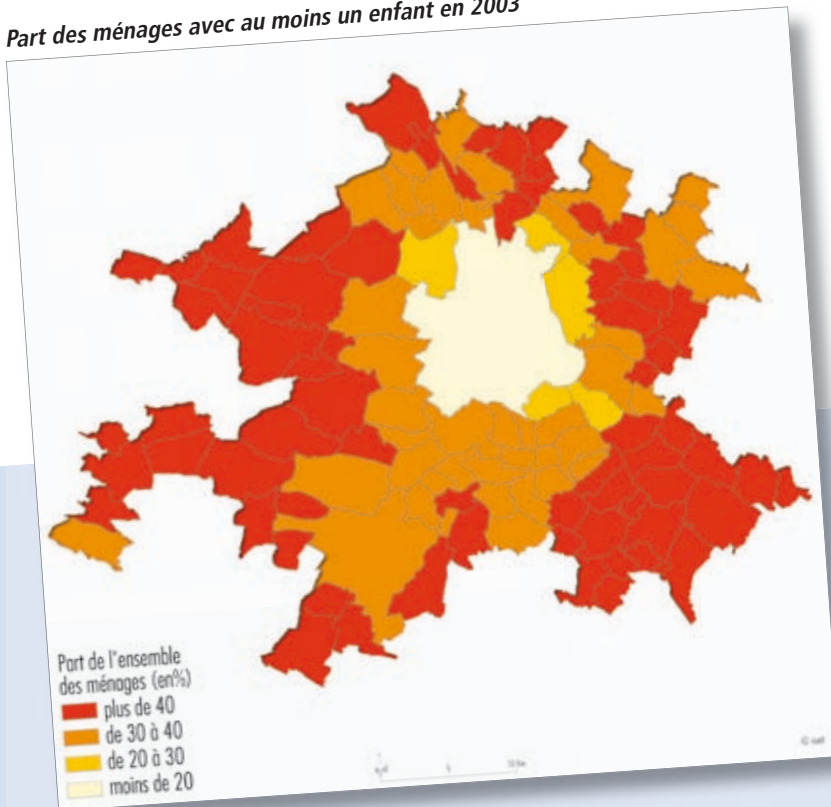 Part des ménages avec au moins un enfant en 2003
Part de l'ensemble
des ménages (en%)
plus de 40
de 30 à 40
de 20 à 30
moins de 20